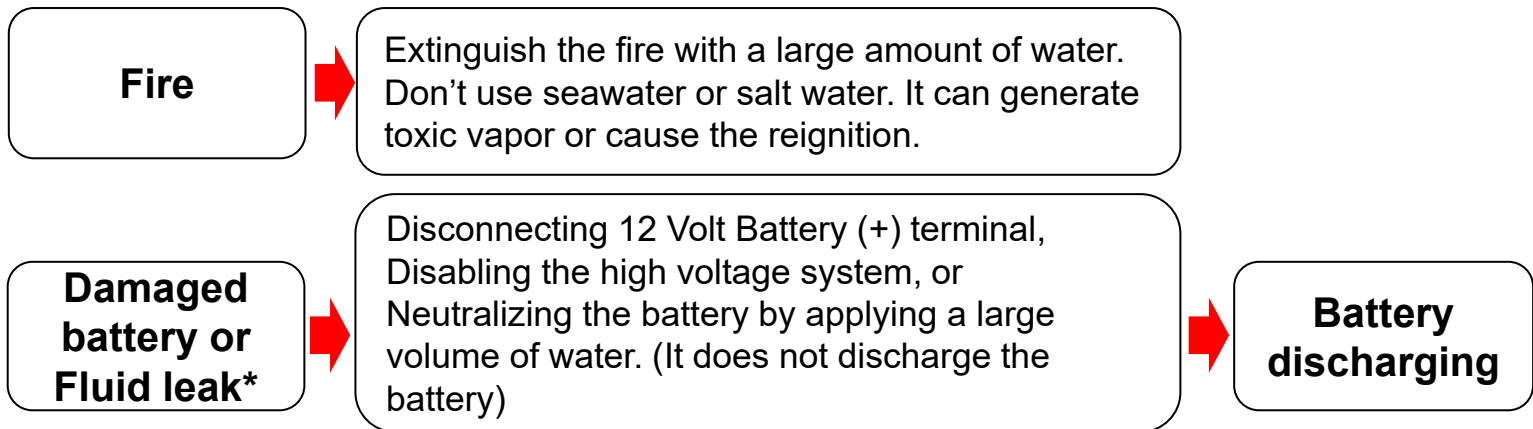 Fire
Extinguish the fire with a large amount of water.
Don’t use seawater or salt water. It can generate
toxic vapor or cause the reignition.
Damaged
battery or
Fluid leak*
Disconnecting 12 Volt Battery (+) terminal,
Disabling the high voltage system, or
Neutralizing the battery by applying a large
volume of water. (It does not discharge the
battery)
Battery
discharging